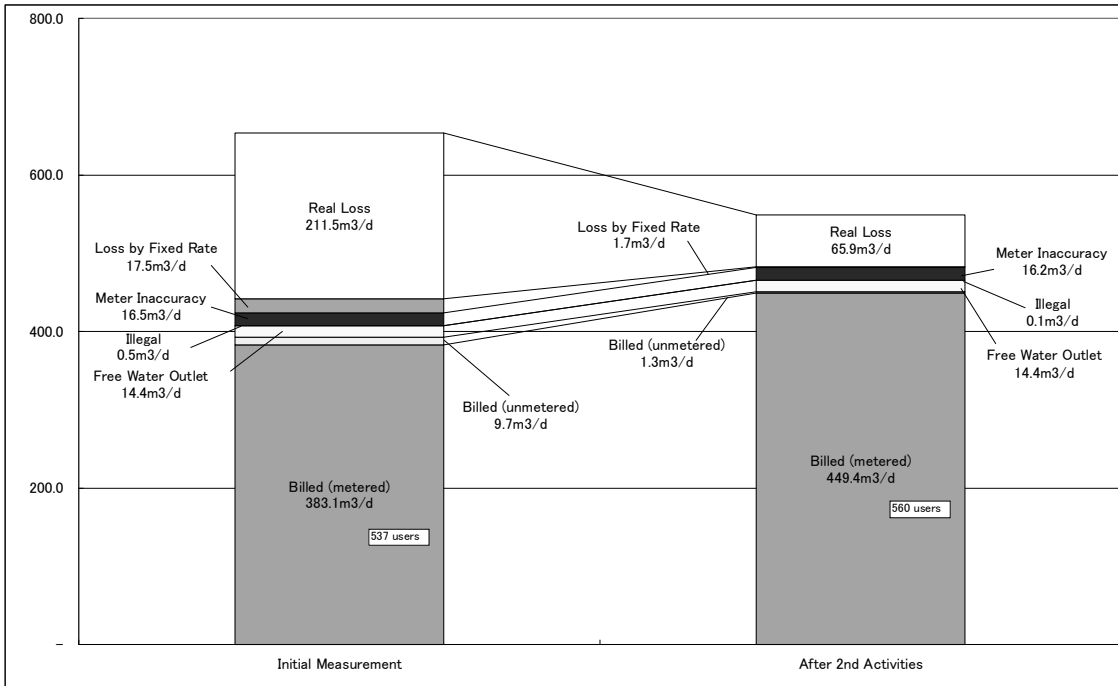 800.0
600.0
400.0
200.0
–
Real Loss
211.5m3/d
Loss by Fixed Rate
17.5m3/d
Meter Inaccuracy
16.5m3/d
Illegal
0.5m3/d
Free Water Outlet
14.4m3/d
Billed (unmetered)
9.7m3/d
Billed (metered)
383.1m3/d
537 users
Loss by Fixed Rate
1.7m3/d
Real Loss
65.9m3/d
Meter Inaccuracy
16.2m3/d
Illegal
0.1m3/d
Billed (unmetered)
1.3m3/d
Free Water Outlet
14.4m3/d
Billed (metered)
449.4m3/d
560 users
Initial Measurement
After 2nd Activities